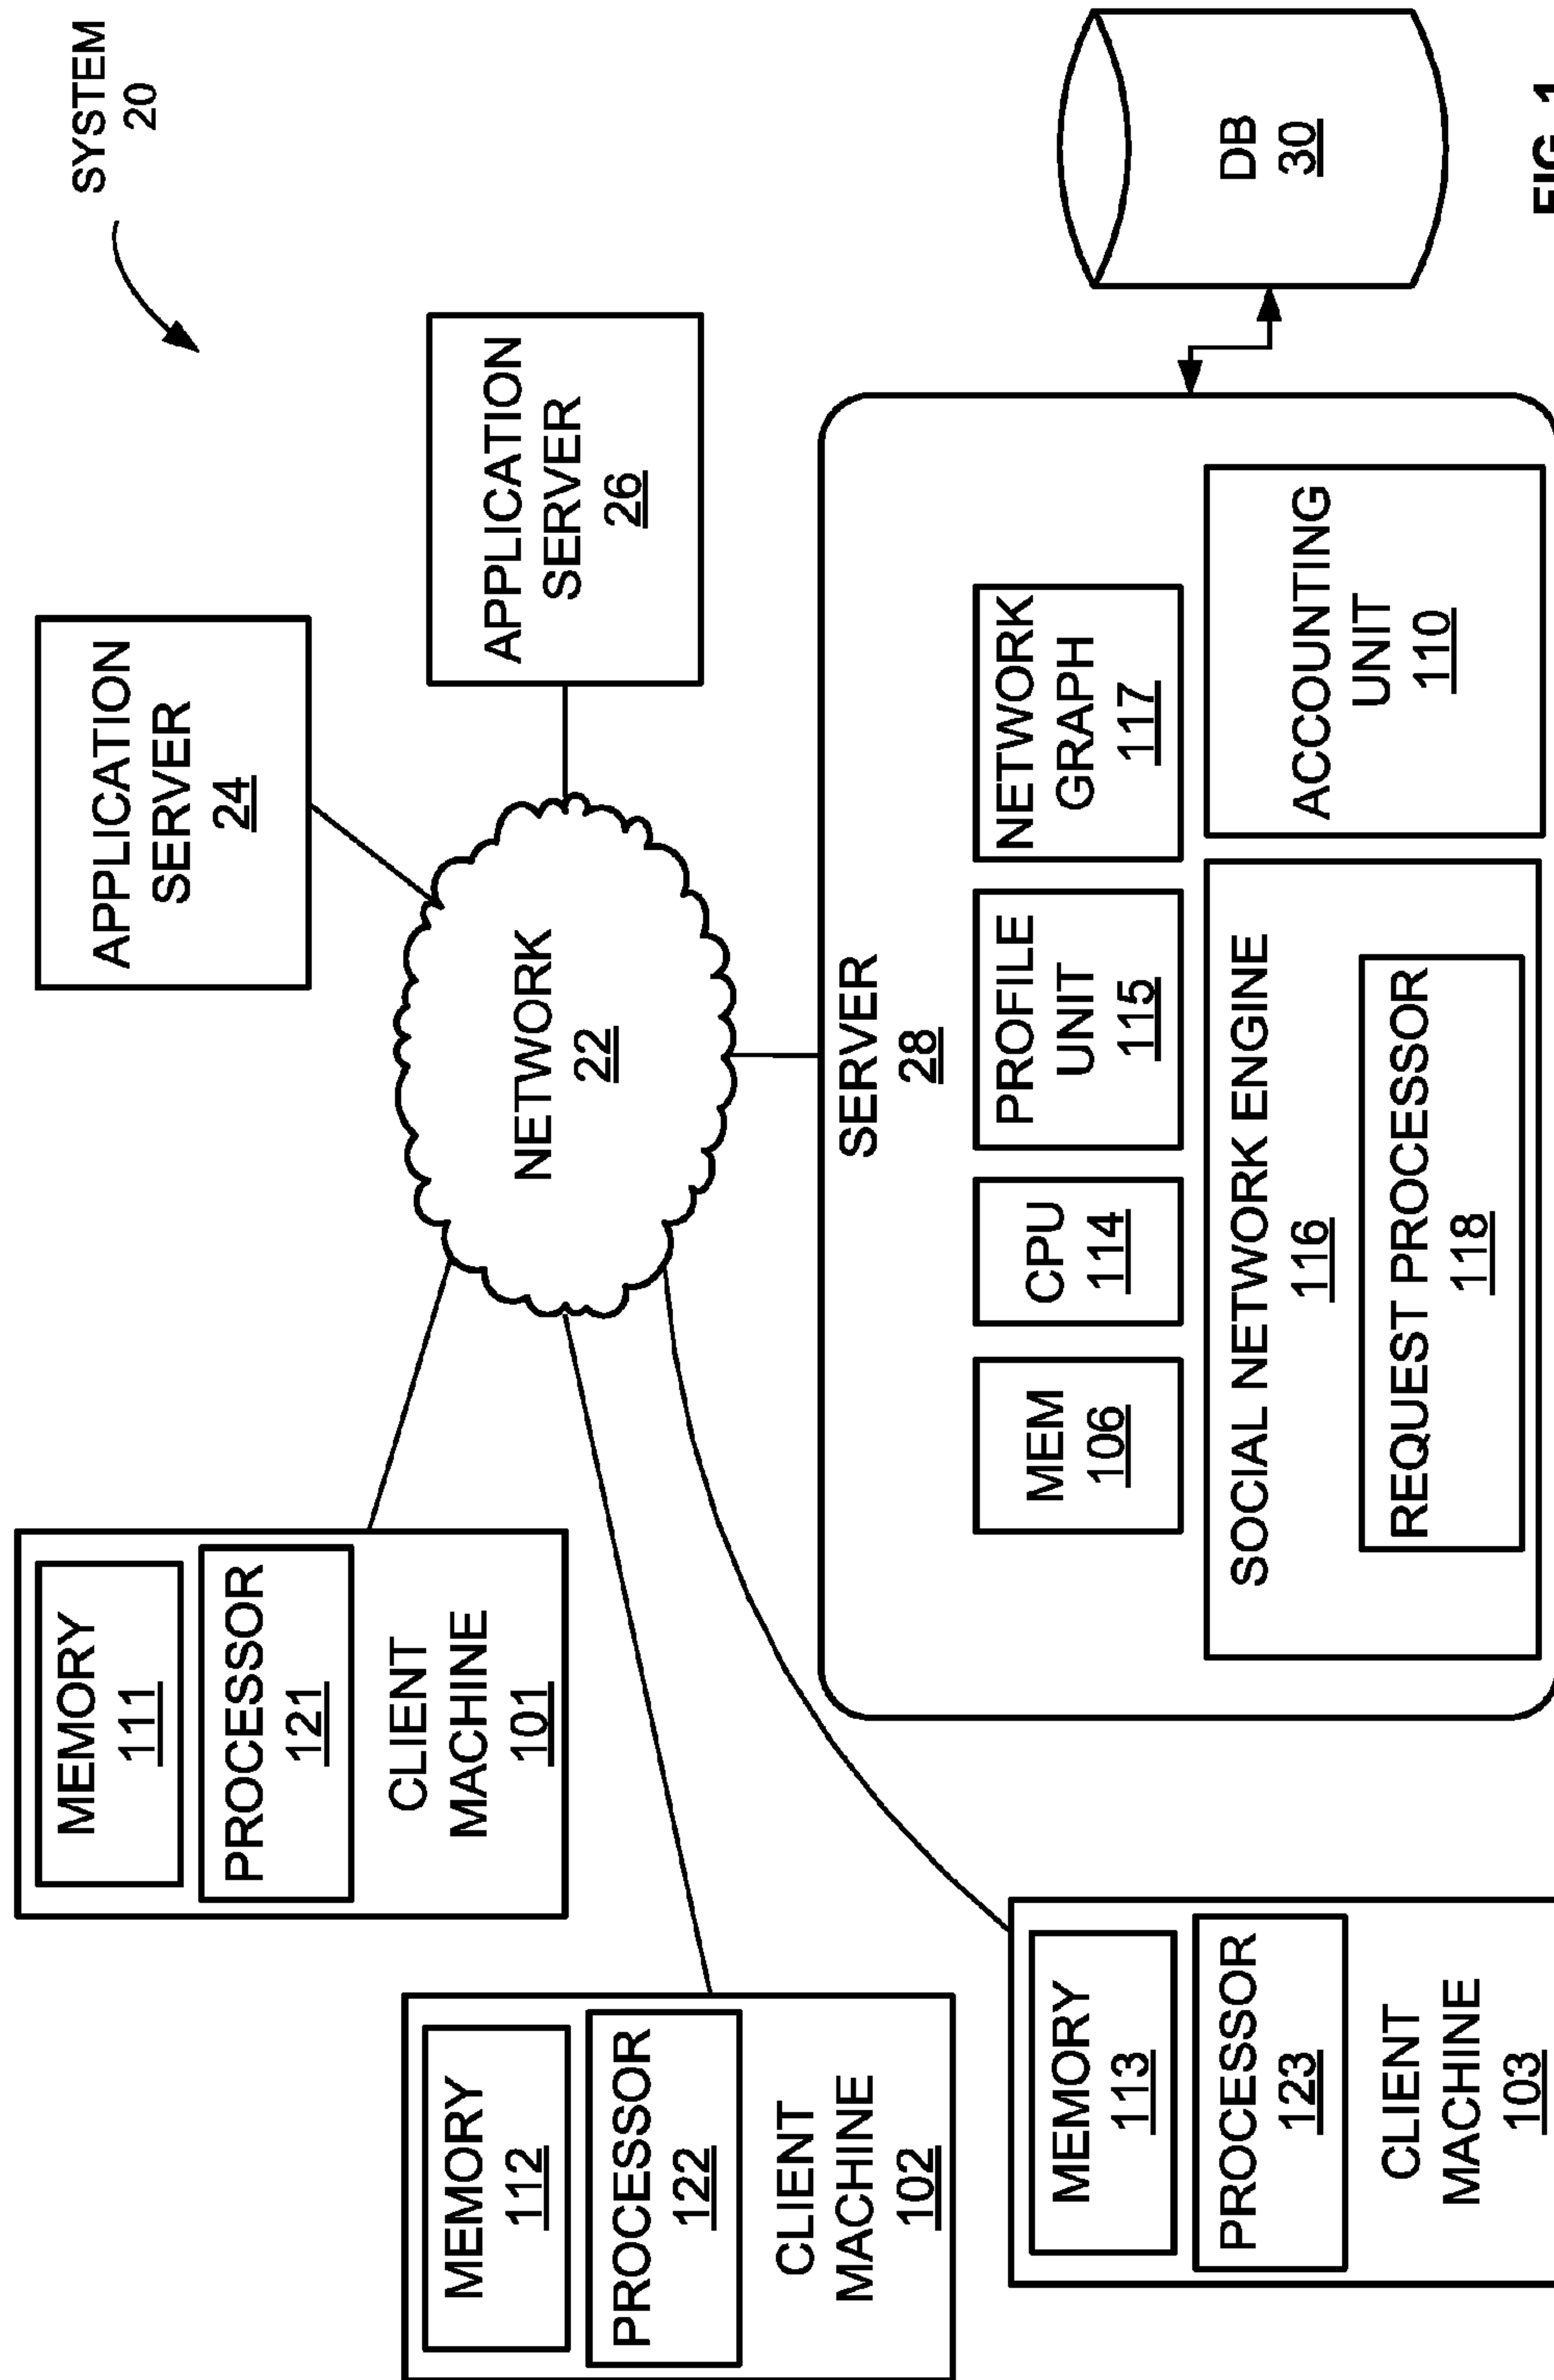 SYSTEM
20
APPLICATION
SERVER
24
APPLICATION
SERVER
26
MEMORY
111
PROCESSOR
121
CLIENT
MACHINE
101
NETWORK
22
MEMORY
112
PROCESSOR
122
CLIENT
MACHINE
102
MEMORY
113
PROCESSOR
123
CLIENT
MACHINE
103
SERVER
28
MEM
106
CPU
114
PROFILE
UNIT
115
NETWORK
GRAPH
117
SOCIAL NETWORK ENGINE
116
REQUEST PROCESSOR
118
ACCOUNTING
UNIT
110
DB
30
FIG. 1